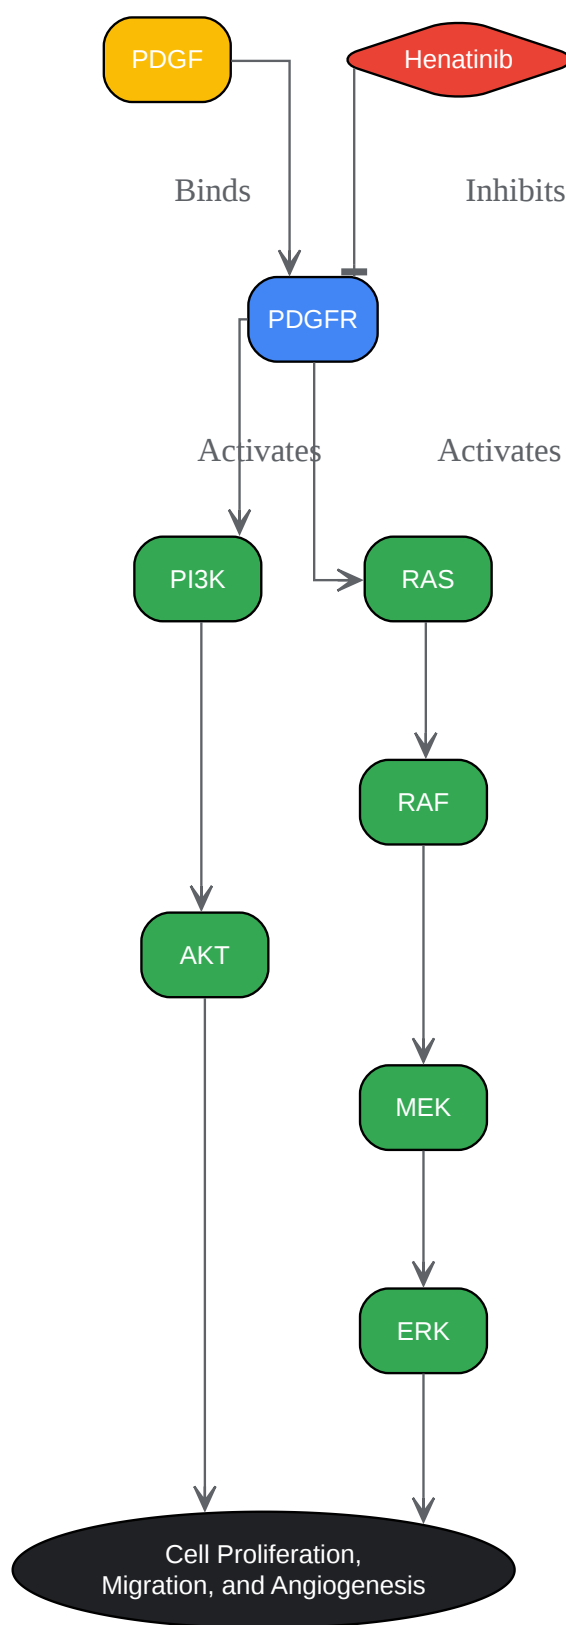 PDGF
Henatinib
Binds
Inhibits
PDGFR
Activates
Activates
PI3K
RAS
RAF
AKT
MEK
ERK
Cell Proliferation,
Migration, and Angiogenesis